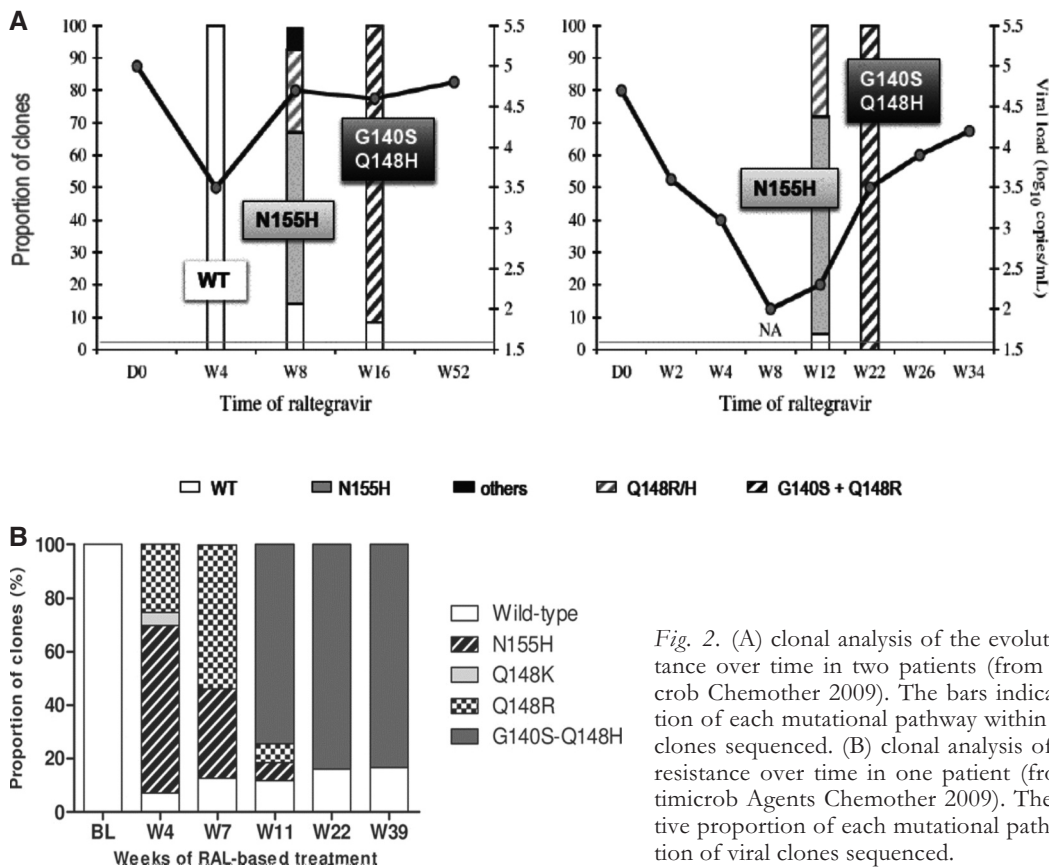 A
Proportion of clones
100
90
80
70
60
50
40
30
20
10
0
5.5
5
4.5
4
3.5
3
2.5
2
1.5
WT
N155H
G140S
Q148H
D0 W4 W8 W16 W52
Time of raltegravir
100
90
80
70
60
50
40
30
20
10
0
5.5
5
4.5
4
3.5
3
2.5
2
1.5
Viral load (log10 copies/mL)
N155H
G140S
Q148H
NA
D0 W2 W4 W8 W12 W22 W26 W34
Time of raltegravir
WT N155H others Q148R/H G140S + Q148R
B
Proportion of clones (%)
100
80
60
40
20
0
BL W4 W7 W11 W22 W39
Weeks of RAL-based treatment
Wild-type
N155H
Q148K
Q148R
G140S-Q148H
Fig. 2. (A) clonal analysis of the evolut
tance over time in two patients (from
crob Chemother 2009). The bars indica
tion of each mutational pathway within
clones sequenced. (B) clonal analysis of
resistance over time in one patient (fro
timicrob Agents Chemother 2009). The
tive proportion of each mutational path
tion of viral clones sequenced.